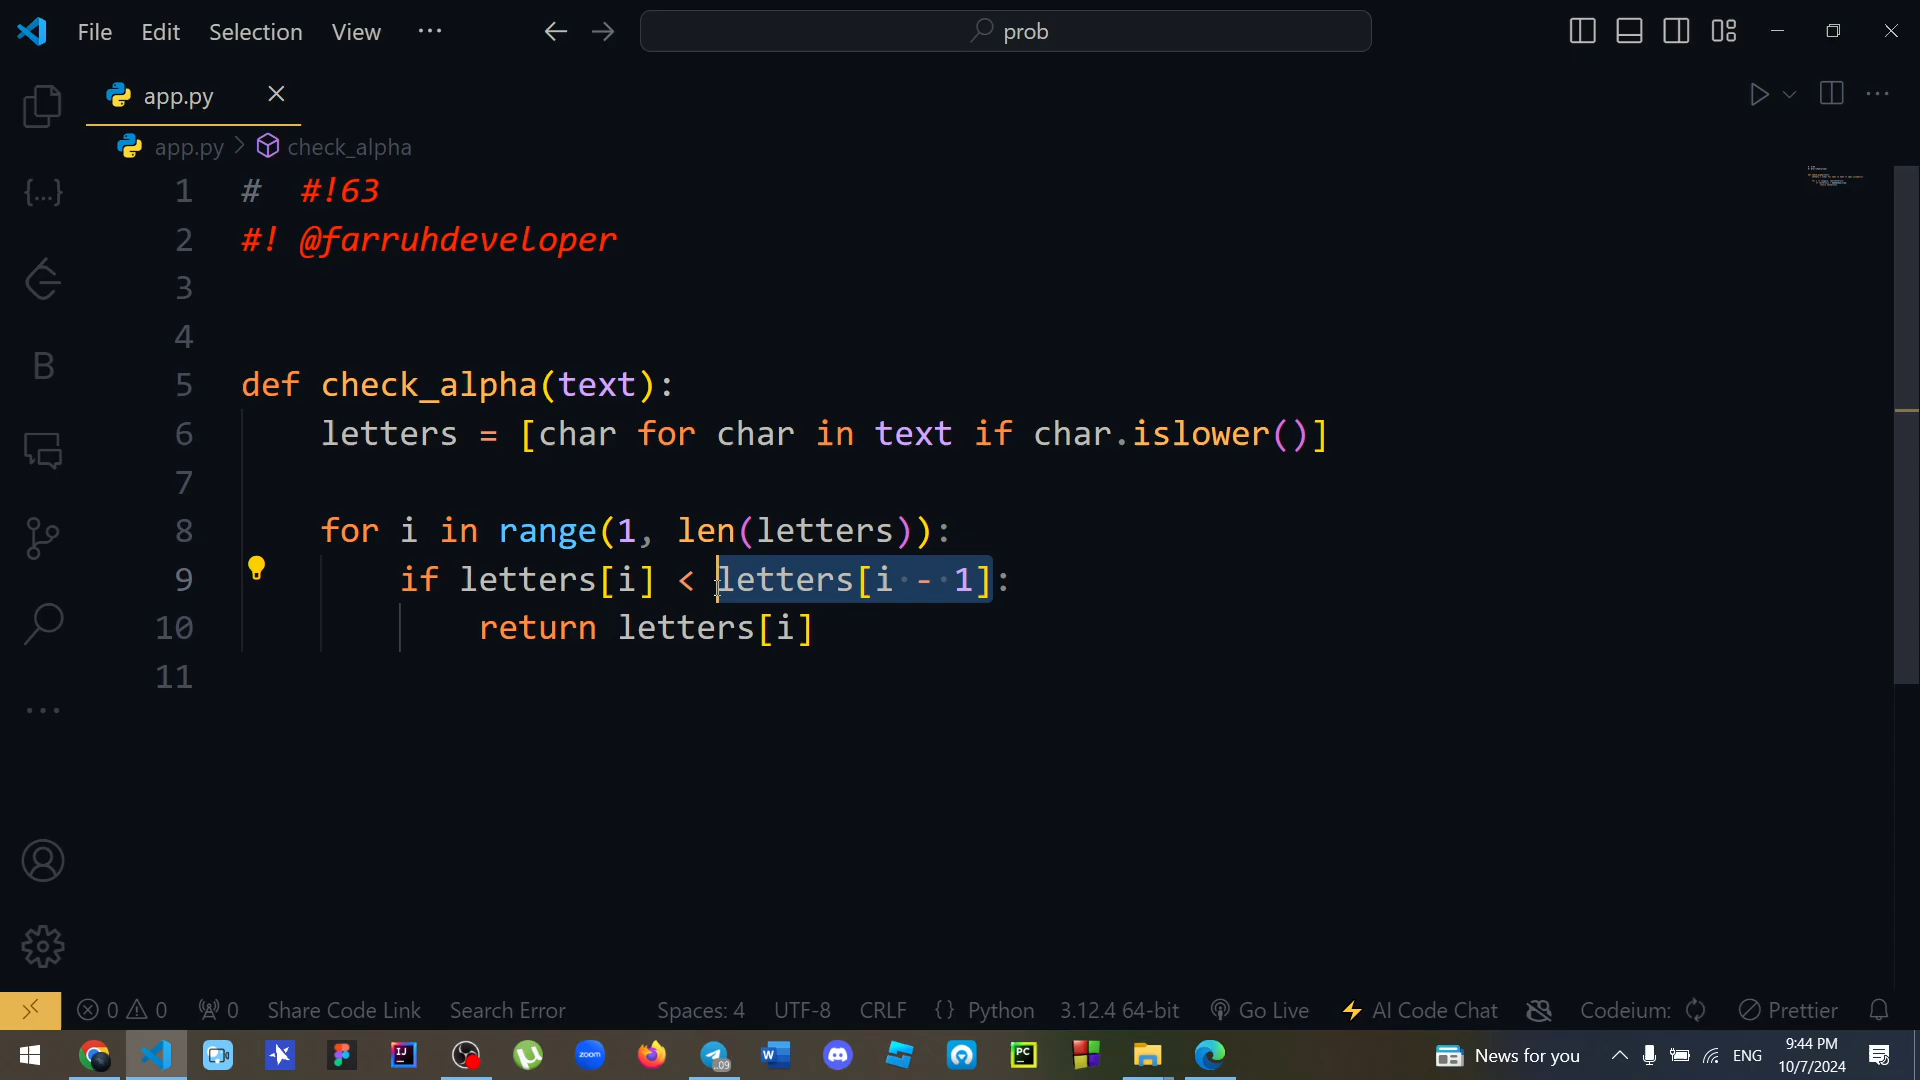 File Edit Selection View ··· prob
app.py
app.py > check_alpha
1 # #!63
2 #! @farruhdeveloper
3
4
5 def check_alpha(text):
6 letters = [char for char in text if char.islower()]
7
8 for i in range(1, len(letters)):
9 if letters[i] < letters[i - 1]:
10 return letters[i]
11
0 0 0 Share Code Link Search Error Spaces: 4 UTF-8 CRLF {} Python 3.12.4 64-bit Go Live AI Code Chat Codeium: Prettier
zoom .09 News for you ENG 9:44 PM
10/7/2024